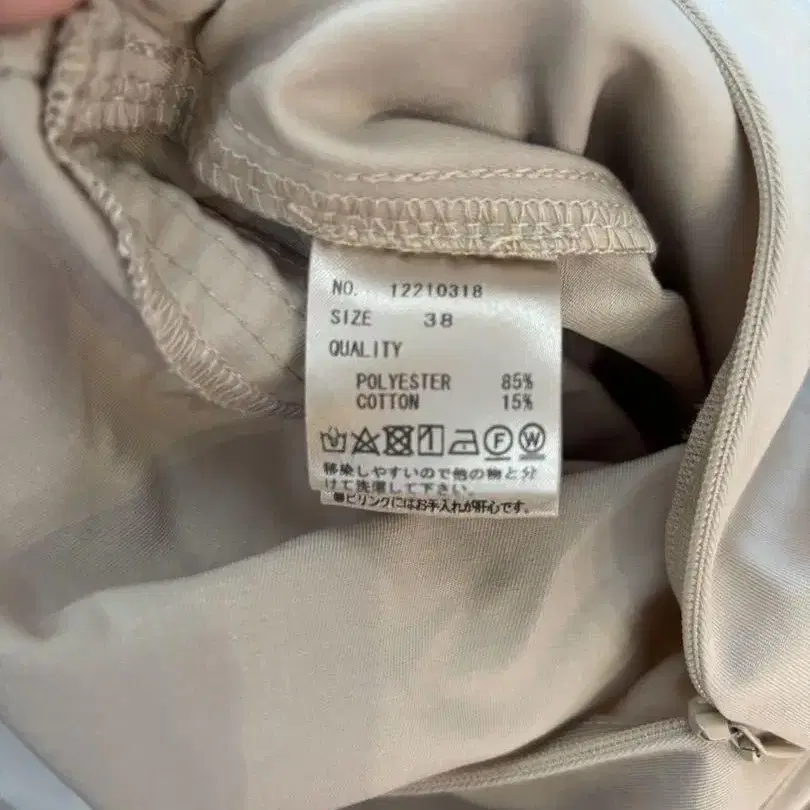 NO. 12210318
SIZE 38
QUALITY
POLYESTER 85%
COTTON 15%
F W
移染しやすいので他の物と分
けて洗濯して下さい。
●ピリングにはお手入れが肝心です。